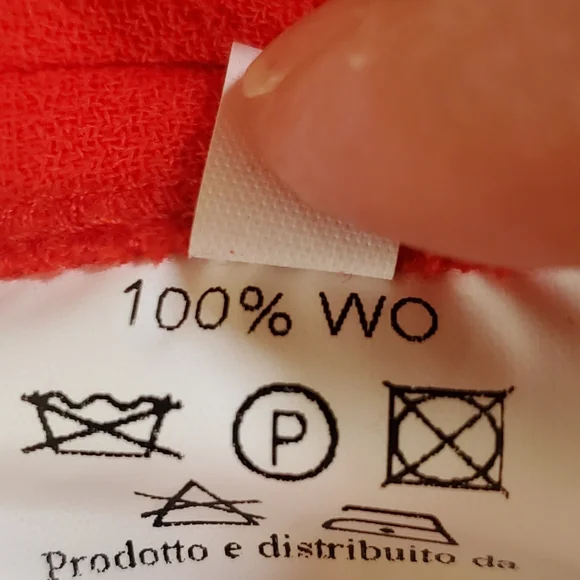 100% WO
P
Prodotto e distribuito da